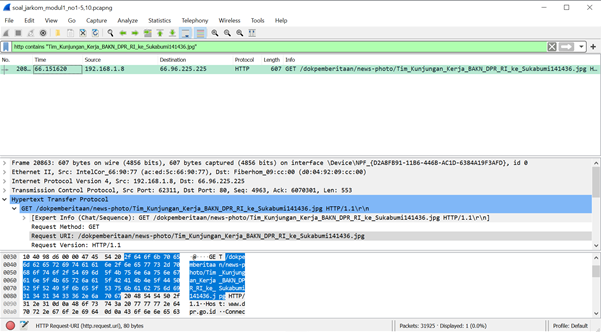 soal_jarkom_modul1_no1-5,10.pcapng
File Edit View Go Capture Analyze Statistics Telephony Wireless Tools Help
http contains "Tim_Kunjungan_Kerja_BAKN_DPR_RI_ke_Sukabumi141436.jpg"
No. Time Source Destination Protocol Length Info
208… 66.151620 192.168.1.8 66.96.225.225 HTTP 607 GET /dokpemberitaan/news-photo/Tim_Kunjungan_Kerja_BAKN_DPR_RI_ke_Sukabumi141436.jpg
Frame 20863: 607 bytes on wire (4856 bits), 607 bytes captured (4856 bits) on interface \Device\NPF_{D2A8FB91-11B6-446B-AC1D-6384A19F3AFD}, id 0
Ethernet II, Src: IntelCor_66:90:77 (ac:ed:5c:66:90:77), Dst: Fiberhom_09:cc:00 (d0:04:92:09:cc:00)
Internet Protocol Version 4, Src: 192.168.1.8, Dst: 66.96.225.225
Transmission Control Protocol, Src Port: 62311, Dst Port: 80, Seq: 4963, Ack: 6070301, Len: 553
Hypertext Transfer Protocol
GET /dokpemberitaan/news-photo/Tim_Kunjungan_Kerja_BAKN_DPR_RI_ke_Sukabumi141436.jpg HTTP/1.1\r\n
[Expert Info (Chat/Sequence): GET /dokpemberitaan/news-photo/Tim_Kunjungan_Kerja_BAKN_DPR_RI_ke_Sukabumi141436.jpg HTTP/1.1\r\n]
Request Method: GET
Request URI: /dokpemberitaan/news-photo/Tim_Kunjungan_Kerja_BAKN_DPR_RI_ke_Sukabumi141436.jpg
Request Version: HTTP/1.1
0030 10 40 98 d6 00 00 47 45 54 20 2f 64 6f 6b 70 65 ·@····GE T /dokpe
0040 6d 62 65 72 69 74 61 61 6e 2f 6e 65 77 73 2d 70 mberitaa n/news-p
0050 68 6f 74 6f 2f 54 69 6d 5f 4b 75 6e 6a 75 6e 67 hoto/Tim _Kunjung
0060 61 6e 5f 4b 65 72 6a 61 5f 42 41 4b 4e 5f 44 50 an_Kerja _BAKN_DP
0070 52 5f 52 49 5f 6b 65 5f 53 75 6b 61 62 75 6d 69 R_RI_ke_ Sukabumi
0080 31 34 31 34 33 36 2e 6a 70 67 20 48 54 54 50 2f 141436.j pg HTTP/
0090 31 2e 31 0d 0a 48 6f 73 74 3a 20 77 77 77 2e 64 1.1··Hos t: www.d
00a0 70 72 2e 67 6f 2e 69 64 0d 0a 43 6f 6e 6e 65 63 pr.go.id ··Connec
HTTP Request-URI (http.request.uri), 80 bytes
Packets: 31925 · Displayed: 1 (0.0%)
Profile: Default